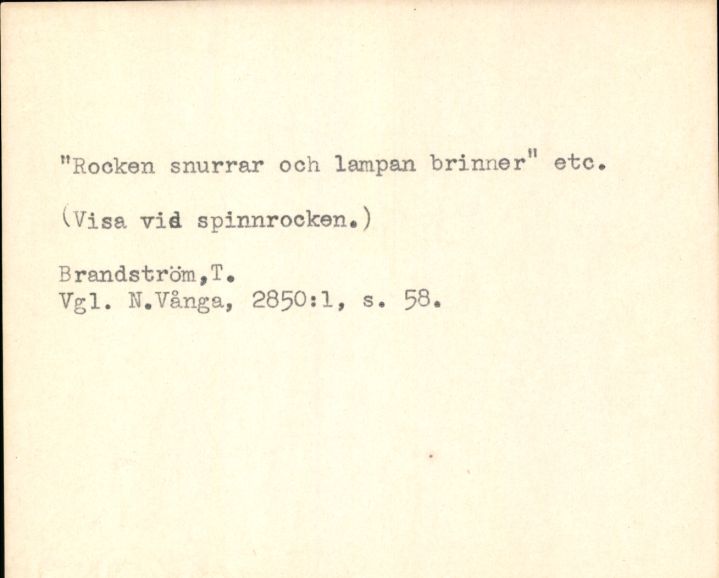 "Rocken snurrar och lampan brinner" etc.
(Visa vid spinnrocken.)
Brandström,T.
Vgl. N.Vånga, 2850:1, s. 58.